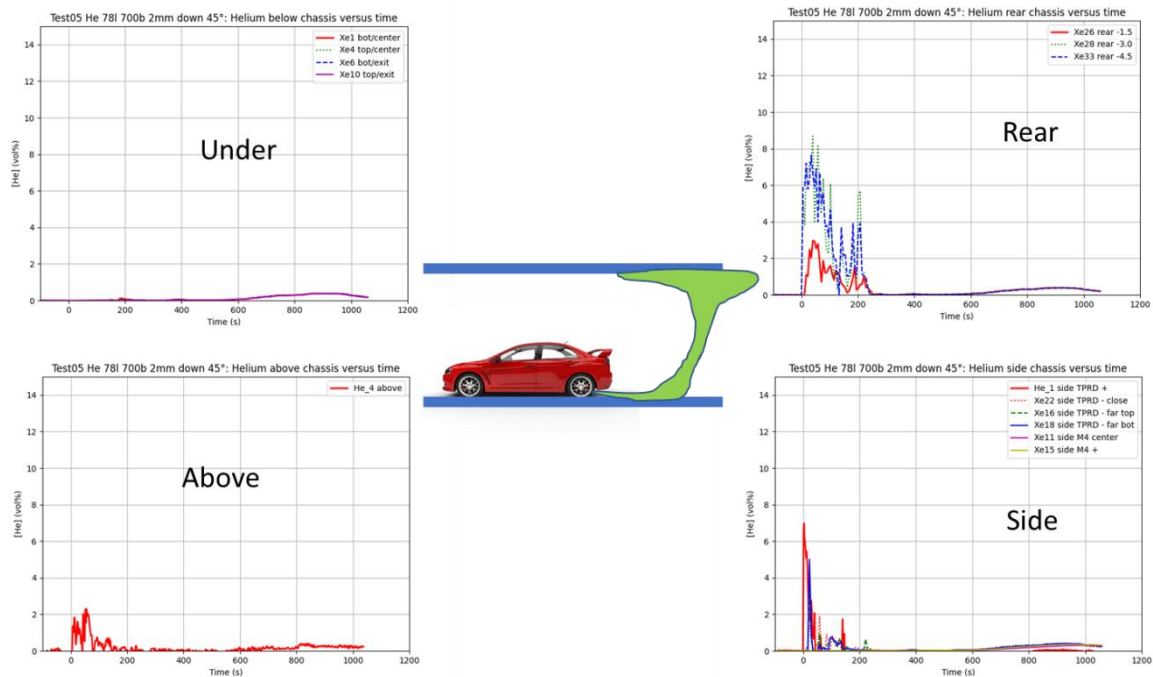 Test05 He 78l 700b 2mm down 45°: Helium below chassis versus time
14
12
10
8
6
4
2
0
[He] (vol%)
Xe1 bot/center
Xe4 top/center
Xe6 bot/exit
Xe10 top/exit
Under
0 200 400 600 800 1000 1200
Time (s)
Test05 He 78l 700b 2mm down 45°: Helium rear chassis versus time
14
12
10
8
6
4
2
0
[He] (vol%)
Xe26 rear -1.5
Xe28 rear -3.0
Xe33 rear -4.5
Rear
0 200 400 600 800 1000 1200
Time (s)
Test05 He 78l 700b 2mm down 45°: Helium above chassis versus time
14
12
10
8
6
4
2
0
[He] (vol%)
He_4 above
Above
0 200 400 600 800 1000 1200
Time (s)
Test05 He 78l 700b 2mm down 45°: Helium side chassis versus time
14
12
10
8
6
4
2
0
[He] (vol%)
He_1 side TPRD +
Xe22 side TPRD - close
Xe16 side TPRD - far top
Xe18 side TPRD - far bot
Xe11 side M4 center
Xe15 side M4 +
Side
0 200 400 600 800 1000 1200
Time (s)